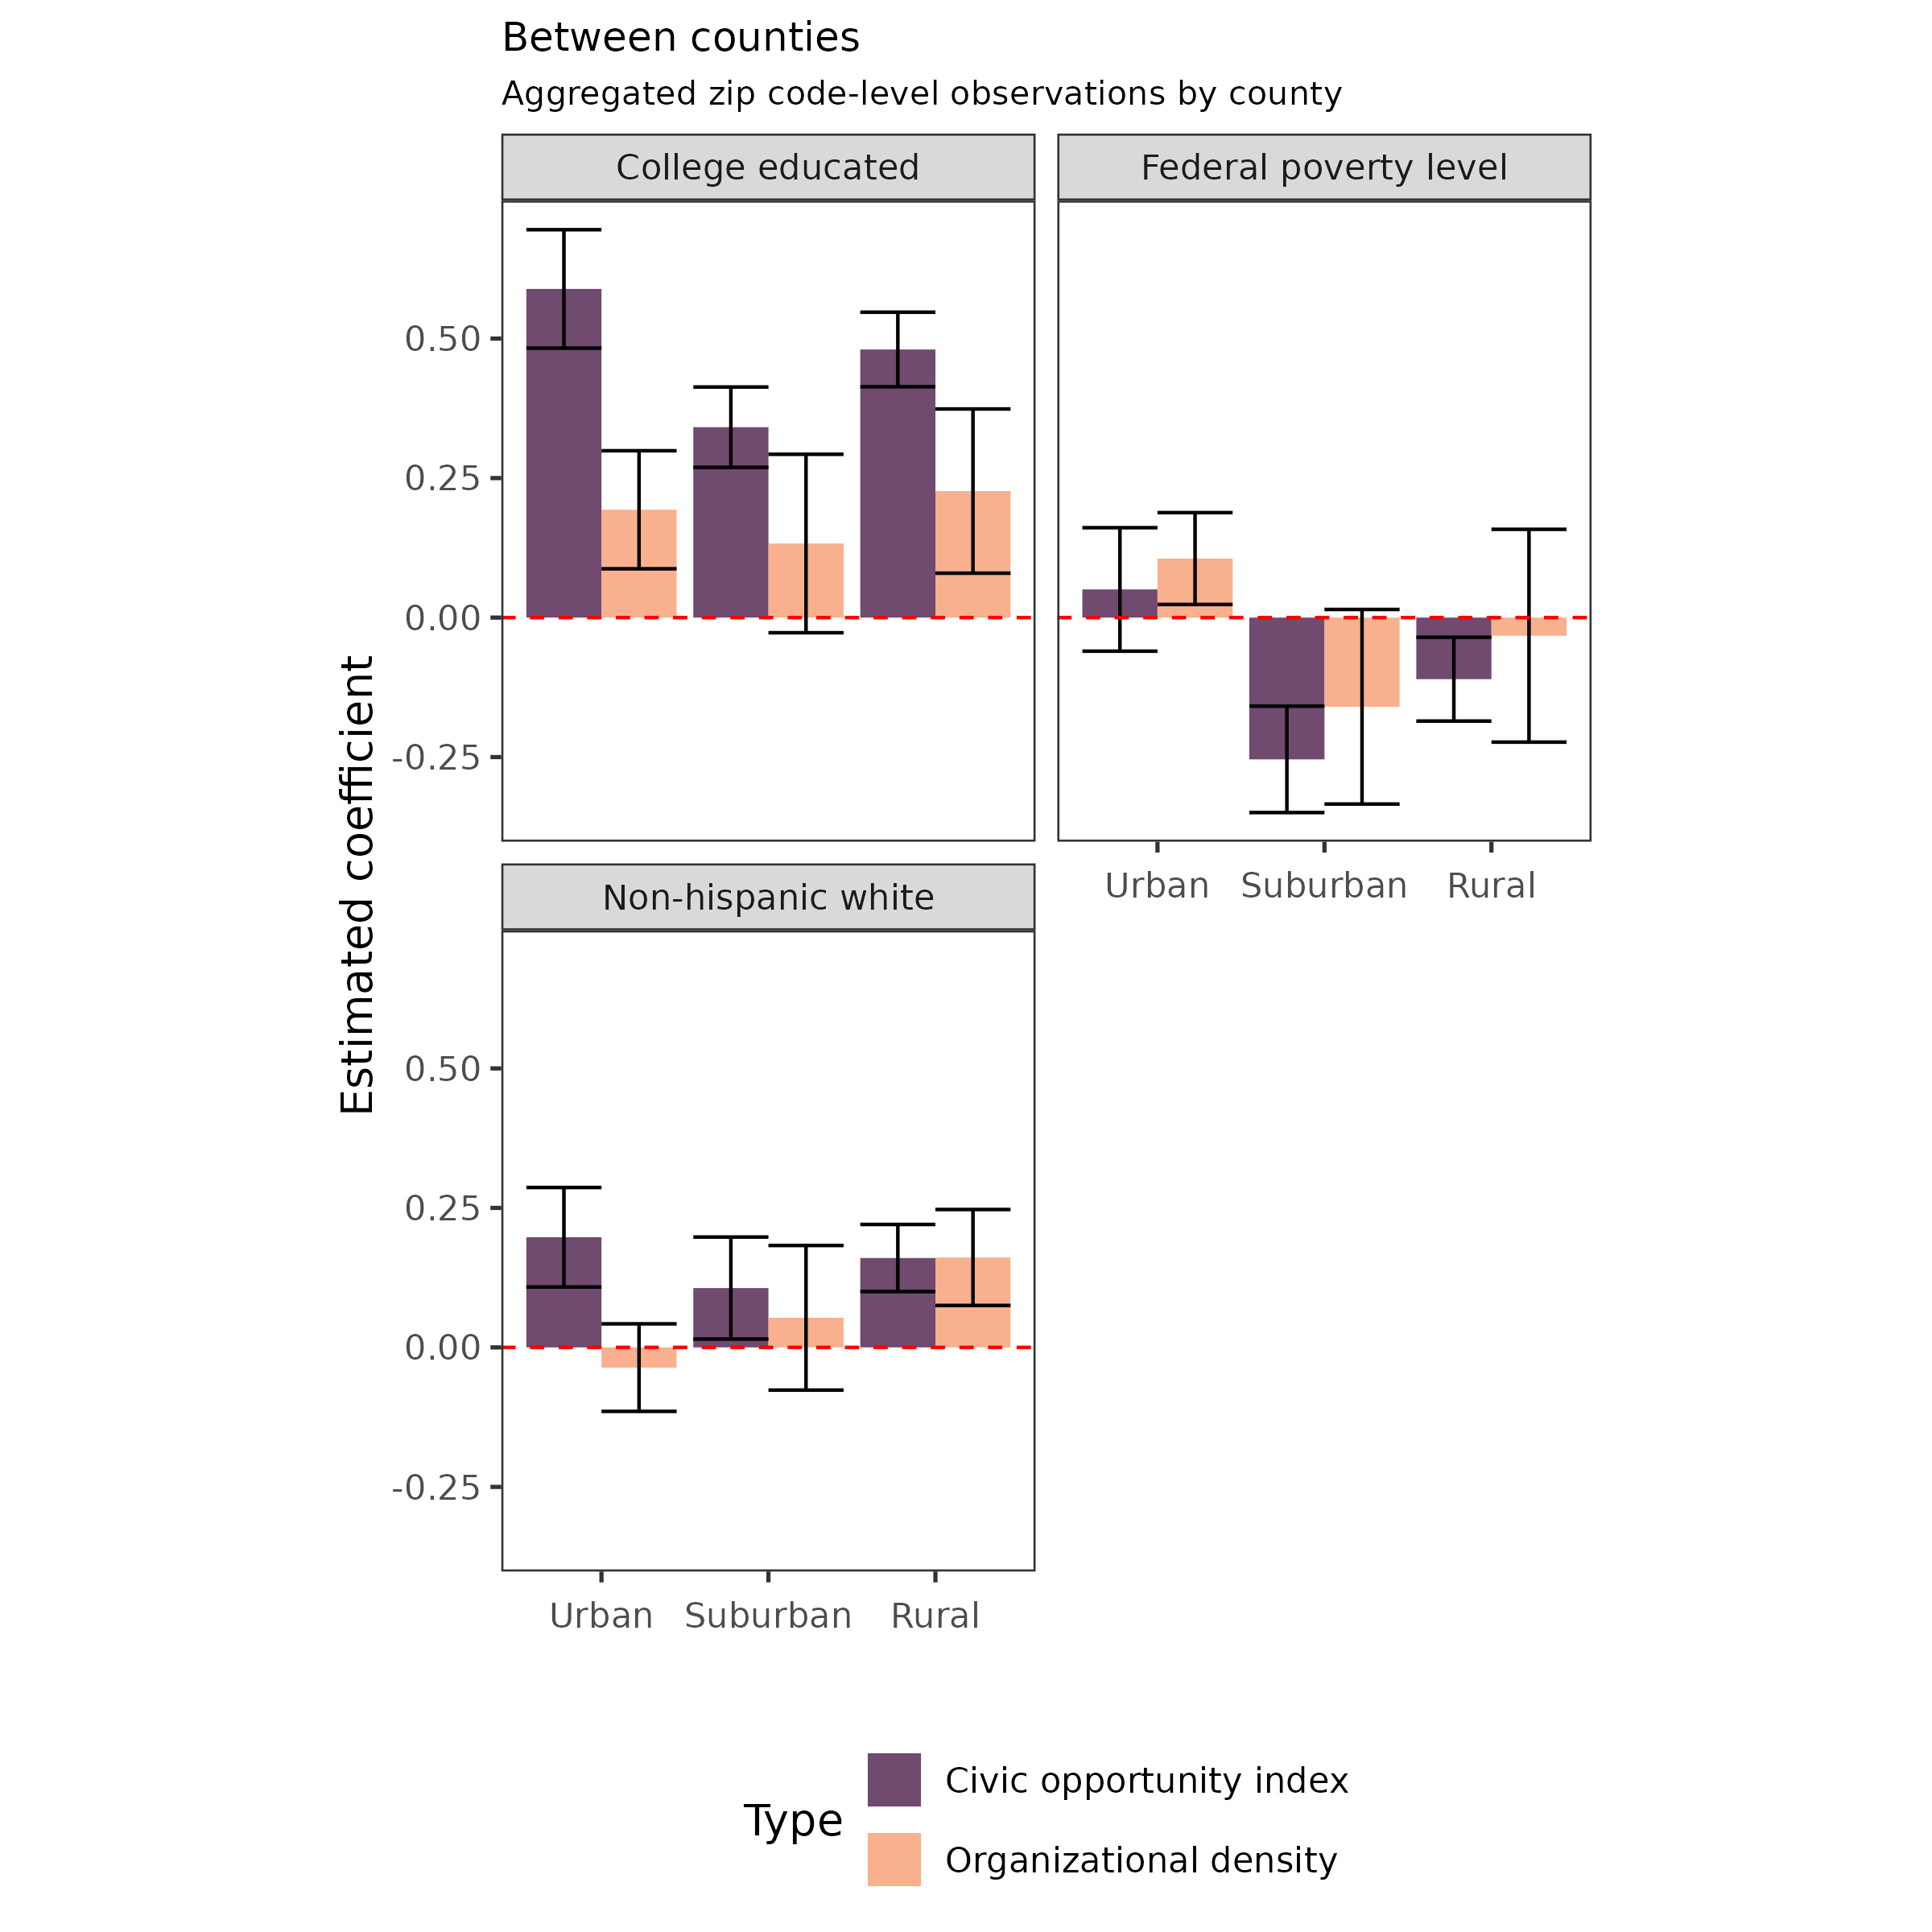 Between counties
Aggregated zip code-level observations by county
College educated
Federal poverty level
0.50
0.25
0.00
-0.25
Urban
Suburban
Rural
Estimated coefficient
Non-hispanic white
0.50
0.25
0.00
-0.25
Urban
Suburban
Rural
Type
Civic opportunity index
Organizational density